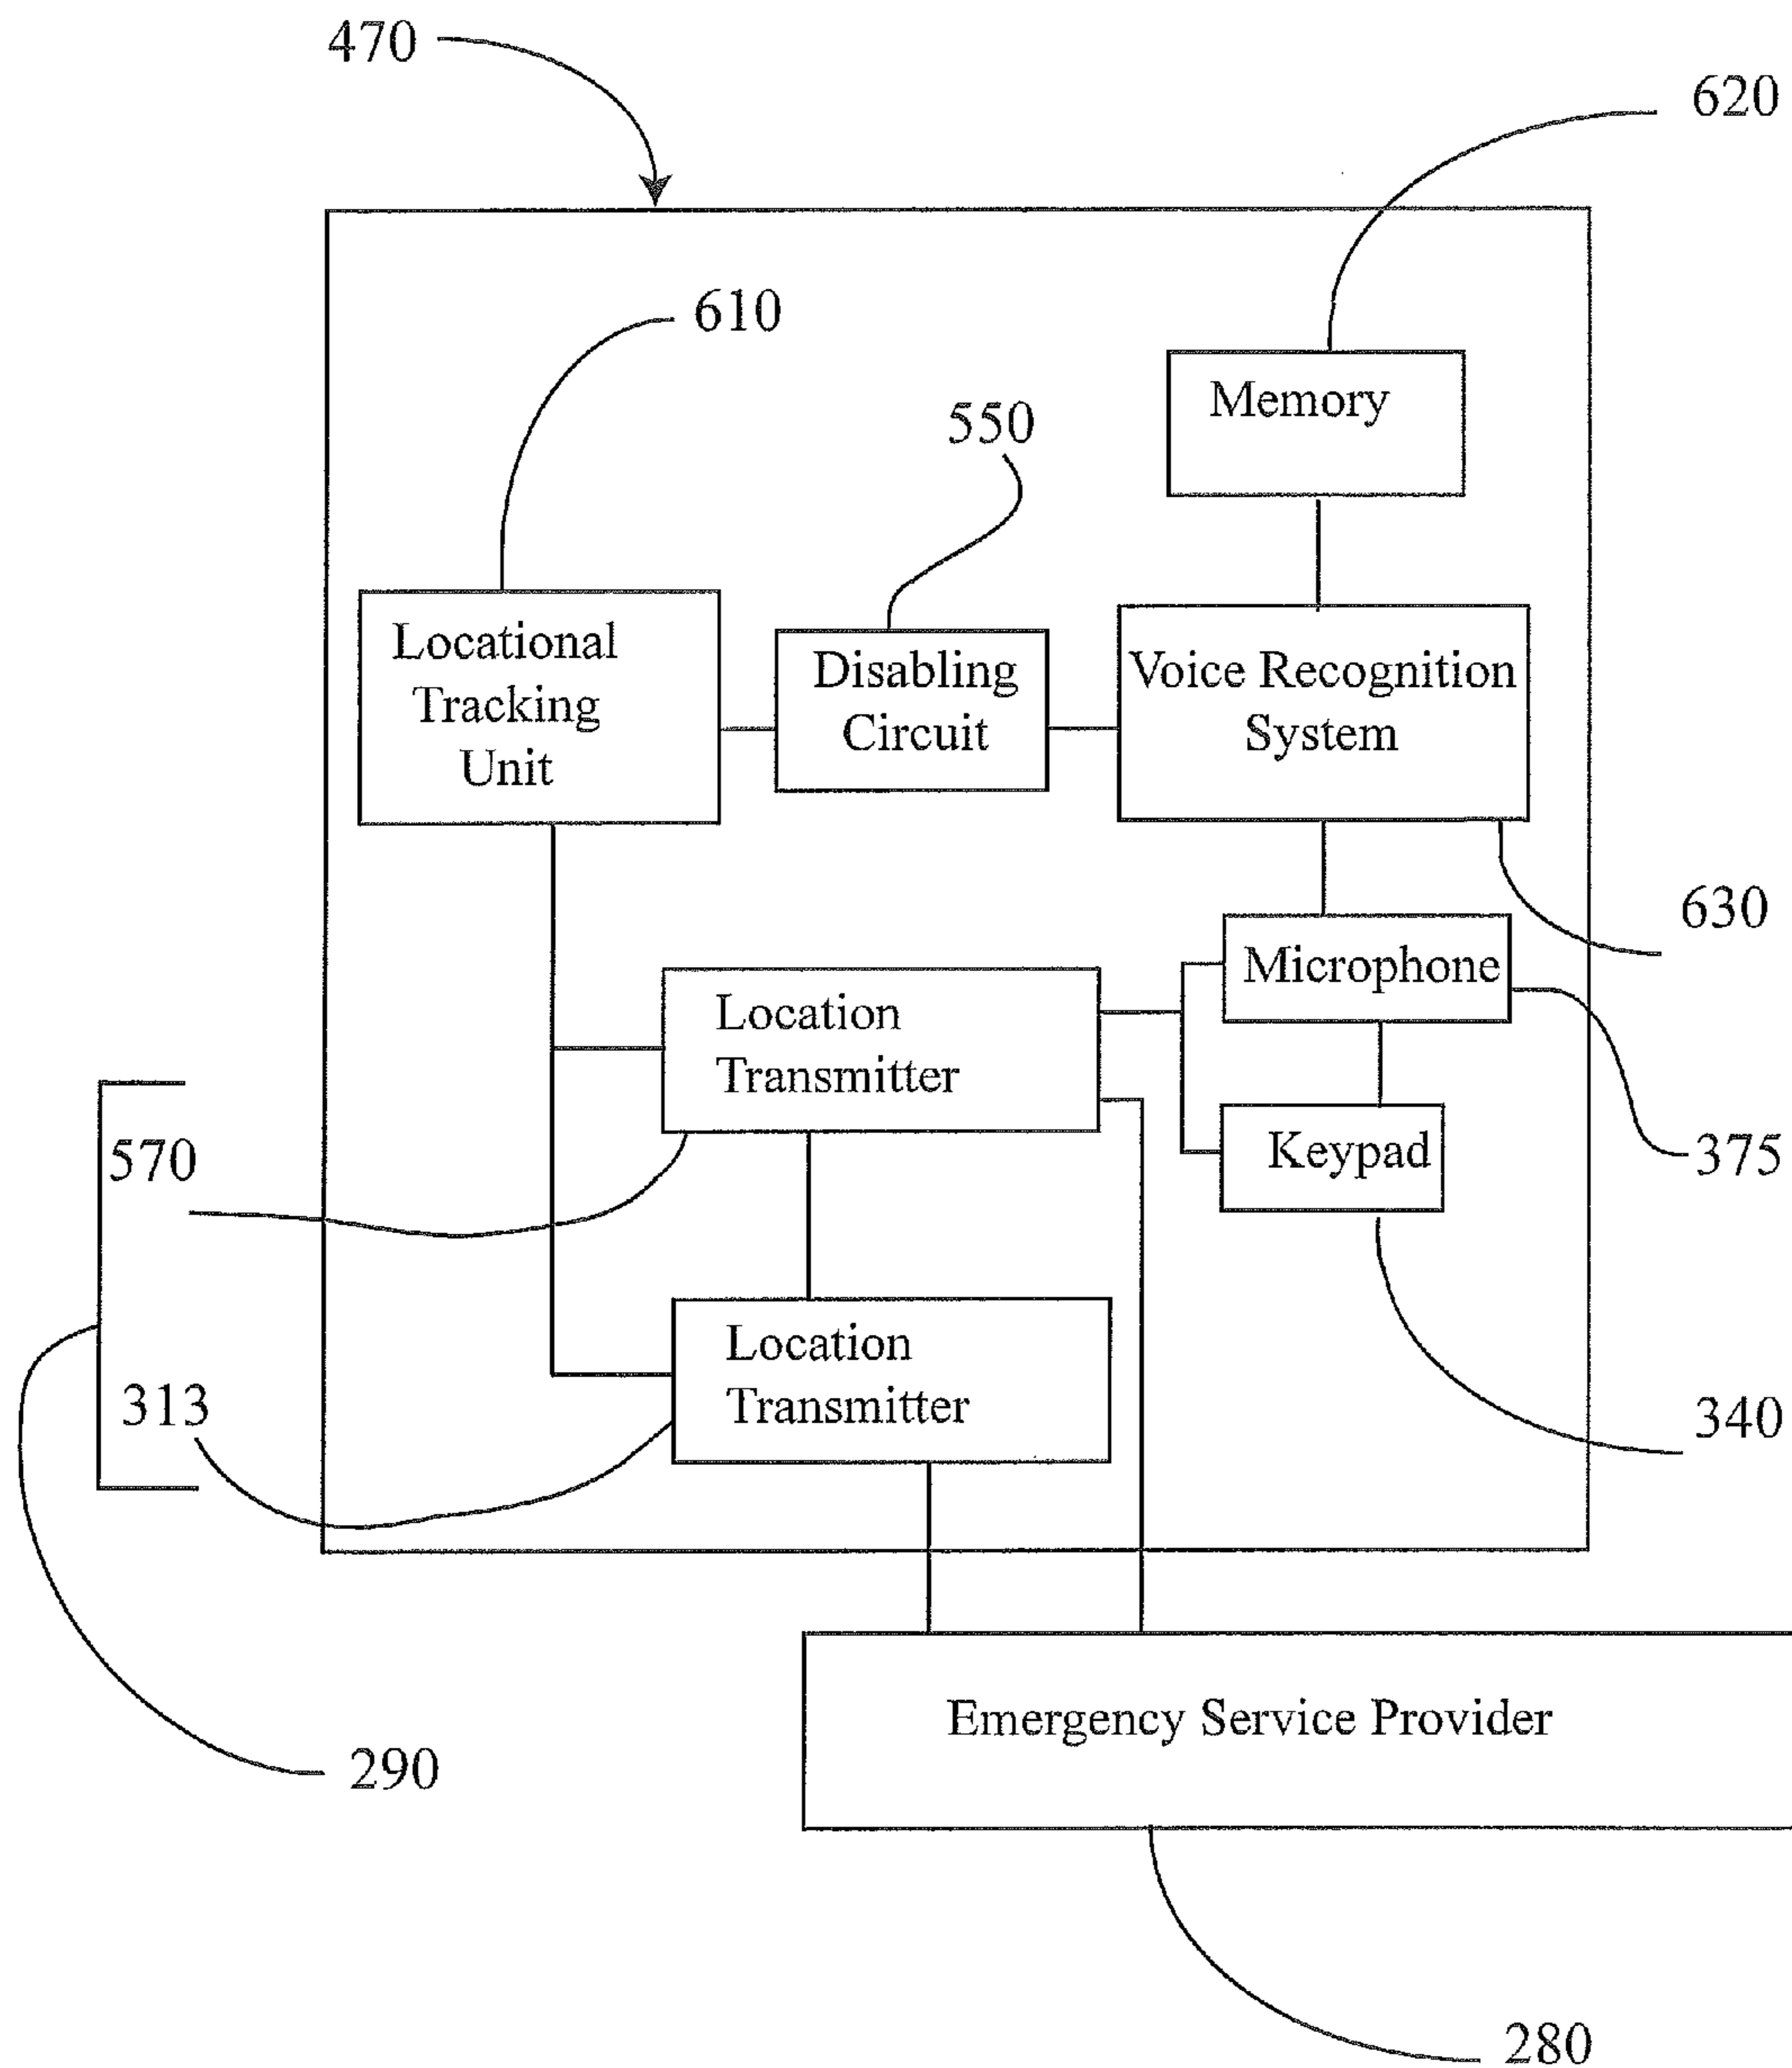 470
620
610
Memory
550
Locational
Tracking
Unit
Disabling
Circuit
Voice Recognition
System
630
Microphone
Location
Transmitter
570
Keypad
375
Location
Transmitter
313
340
Emergency Service Provider
290
280